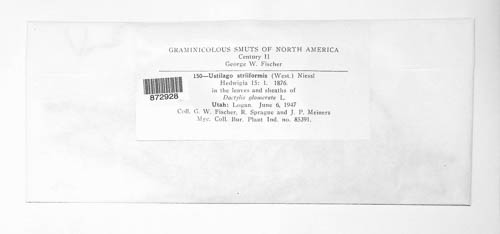 GRAMINICOLOUS SMUTS OF NORTH AMERICA
Century II
George W. Fischer
150—Ustilago striiformis (West.) Niessl
Hedwigia 15: 1. 1876.
in the leaves and sheaths of
Dactylis glomerata L.
Utah: Logan. June 6, 1947
Coll. G. W. Fischer, R. Sprague and J. P. Meiners
Myc. Coll. Bur. Plant Ind. no. 85391.
872928